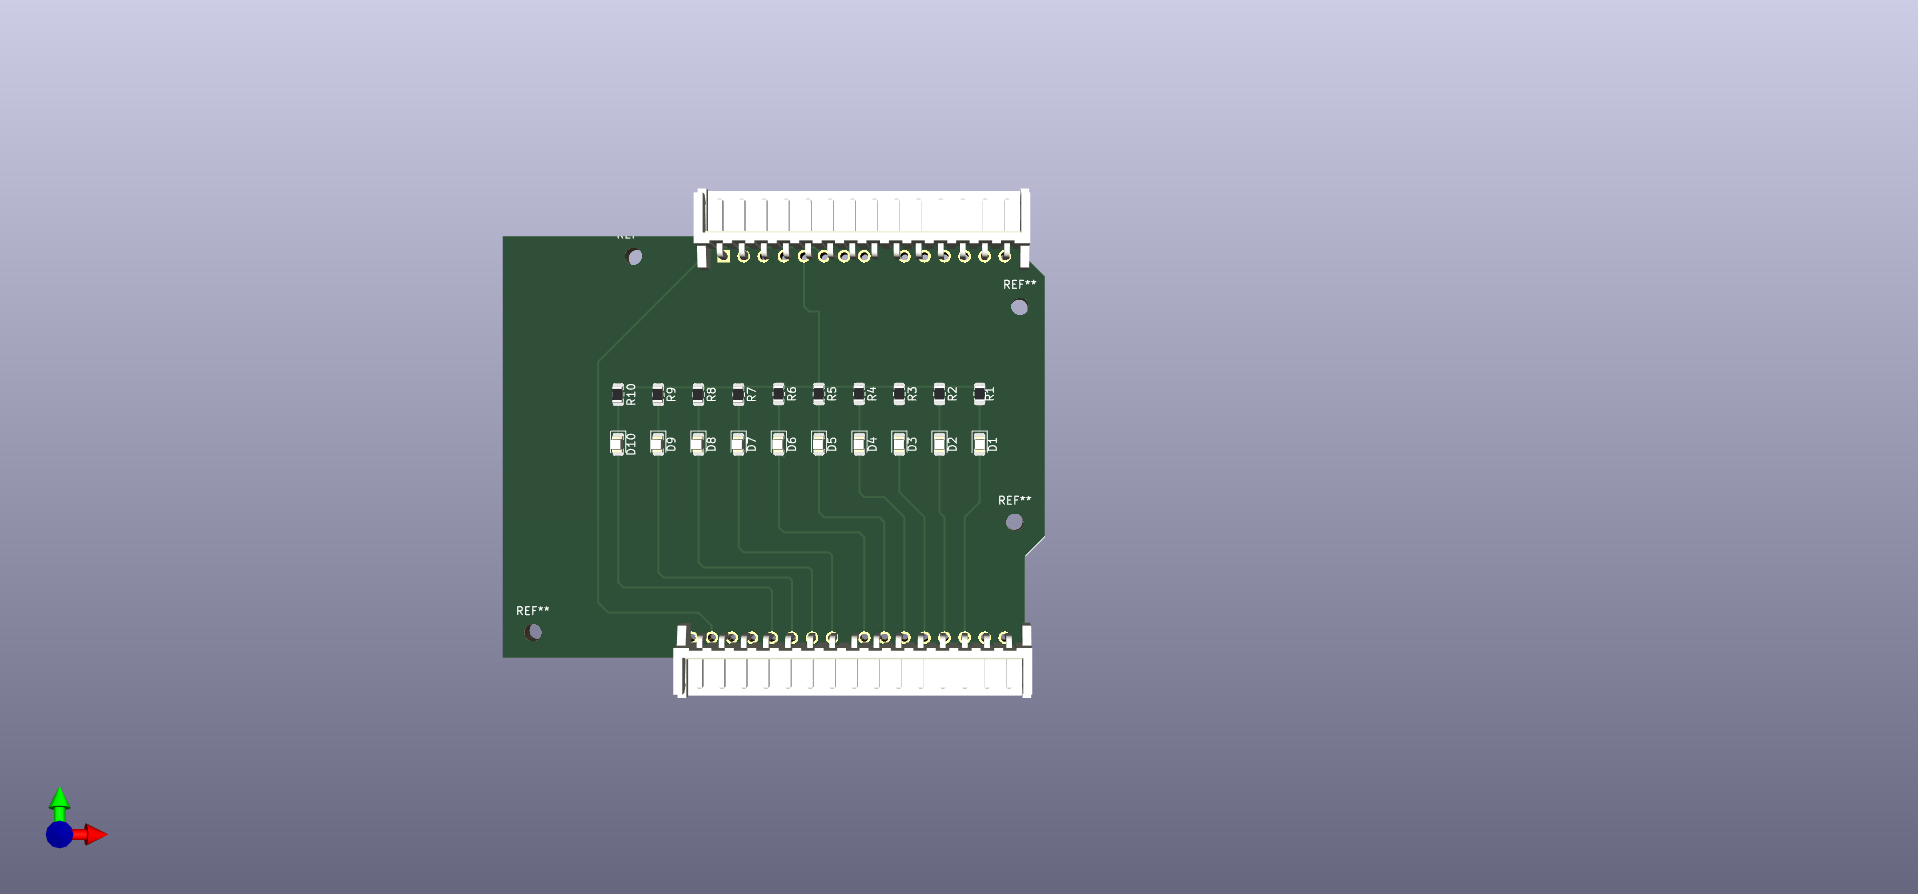 REF**
R10 R9 R8 R7 R6 R5 R4 R3 R2 R1
D10 D9 D8 D7 D6 D5 D4 D3 D2 D1
REF**
REF**